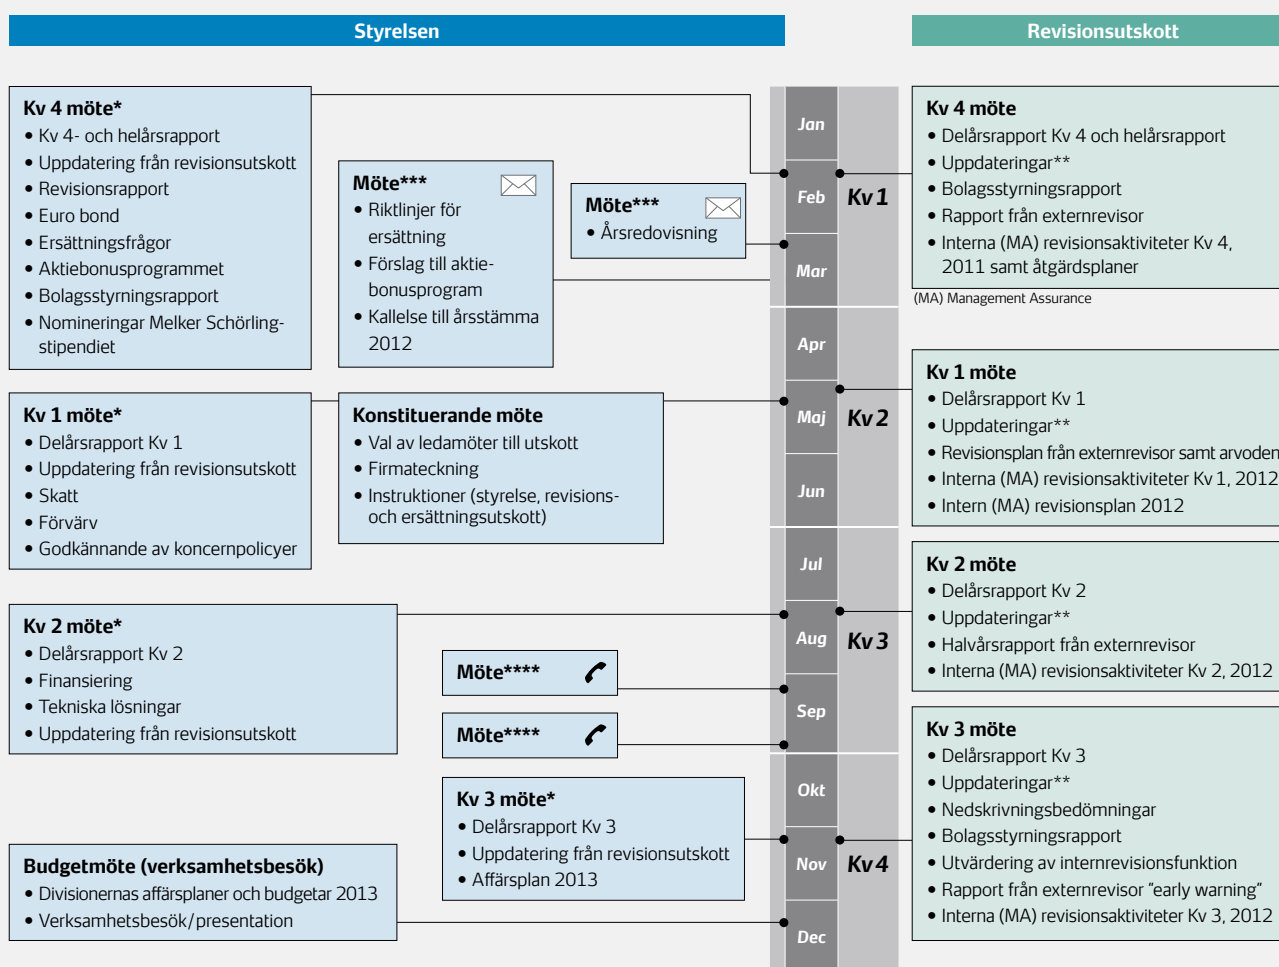 Styrelsen
Revisionsutskott
Kv 4 möte*
• Kv 4- och helårsrapport
• Uppdatering från revisionsutskott
• Revisionsrapport
• Euro bond
• Ersättningsfrågor
• Aktiebonusprogrammet
• Bolagsstyrningsrapport
• Nomineringar Melker Schörling-
stipendiet
Möte***
• Riktlinjer för
ersättning
• Förslag till aktie-
bonusprogram
• Kallelse till årsstämma
2012
Möte***
• Årsredovisning
Kv 1 möte*
• Delårsrapport Kv 1
• Uppdatering från revisionsutskott
• Skatt
• Förvärv
• Godkännande av koncernpolicyer
Konstituerande möte
• Val av ledamöter till utskott
• Firmateckning
• Instruktioner (styrelse, revisions-
och ersättningsutskott)
Kv 2 möte*
• Delårsrapport Kv 2
• Finansiering
• Tekniska lösningar
• Uppdatering från revisionsutskott
Möte****
Möte****
Kv 3 möte*
• Delårsrapport Kv 3
• Uppdatering från revisionsutskott
• Affärsplan 2013
Budgetmöte (verksamhetsbesök)
• Divisionernas affärsplaner och budgetar 2013
• Verksamhetsbesök/presentation
Jan
Feb
Mar
Kv 1
Apr
Maj
Jun
Kv 2
Jul
Aug
Sep
Kv 3
Okt
Nov
Dec
Kv 4
Kv 4 möte
• Delårsrapport Kv 4 och helårsrapport
• Uppdateringar**
• Bolagsstyrningsrapport
• Rapport från externrevisor
• Interna (MA) revisionsaktiviteter Kv 4,
2011 samt åtgärdsplaner
(MA) Management Assurance
Kv 1 möte
• Delårsrapport Kv 1
• Uppdateringar**
• Revisionsplan från externrevisor samt arvoden
• Interna (MA) revisionsaktiviteter Kv 1, 2012
• Intern (MA) revisionsplan 2012
Kv 2 möte
• Delårsrapport Kv 2
• Uppdateringar**
• Halvårsrapport från externrevisor
• Interna (MA) revisionsaktiviteter Kv 2, 2012
Kv 3 möte
• Delårsrapport Kv 3
• Uppdateringar**
• Nedskrivningsbedömningar
• Bolagsstyrningsrapport
• Utvärdering av internrevisionsfunktion
• Rapport från externrevisor ”early warning”
• Interna (MA) revisionsaktiviteter Kv 3, 2012